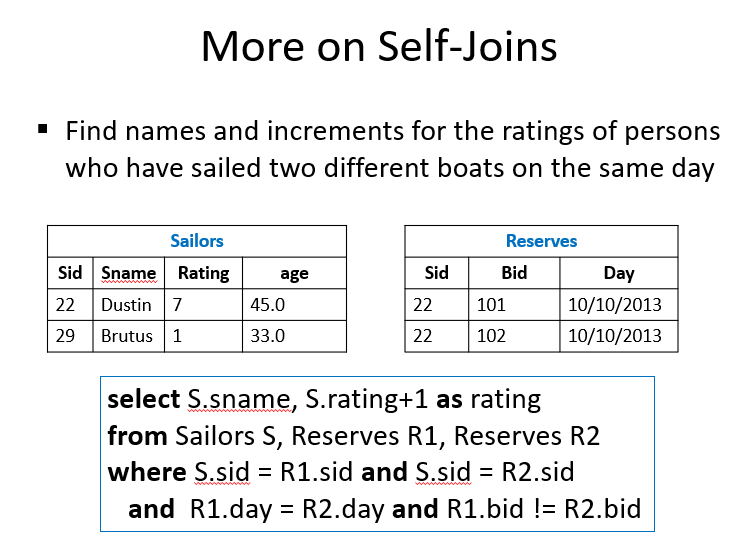 More on Self-Joins
▪ Find names and increments for the ratings of persons
who have sailed two different boats on the same day
Sailors
Sid Sname Rating age
22 Dustin 7 45.0
29 Brutus 1 33.0
Reserves
Sid Bid Day
22 101 10/10/2013
22 102 10/10/2013
select S.sname, S.rating+1 as rating
from Sailors S, Reserves R1, Reserves R2
where S.sid = R1.sid and S.sid = R2.sid
and R1.day = R2.day and R1.bid != R2.bid